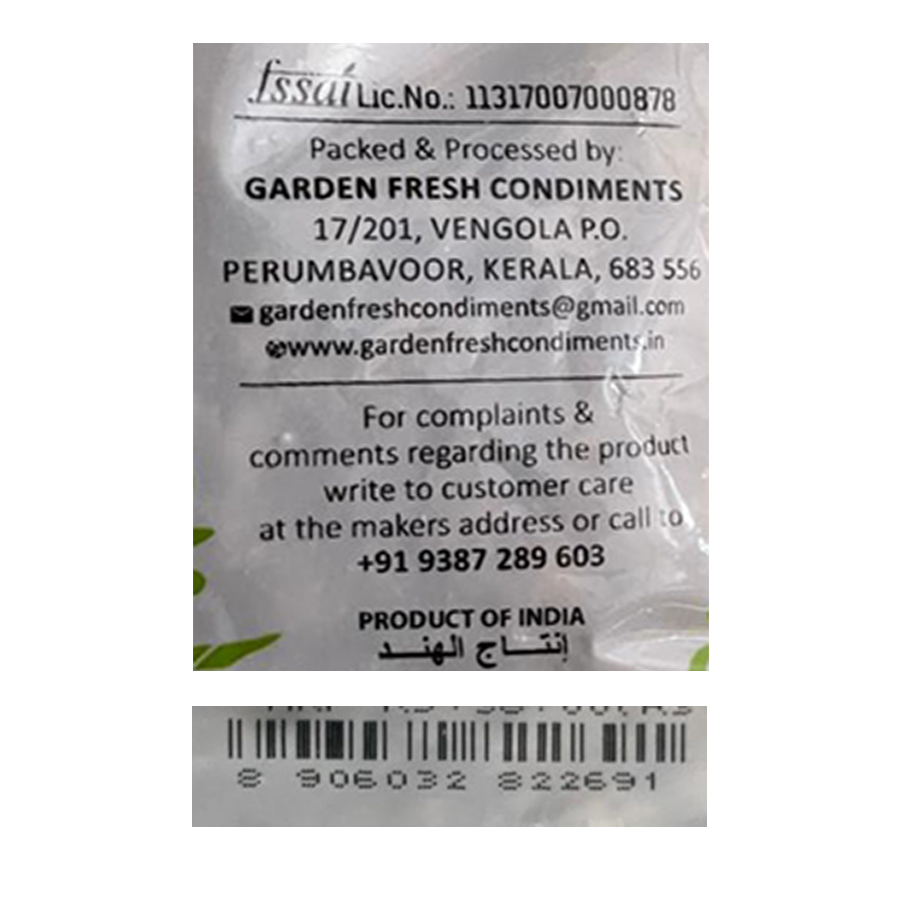 fssai Lic.No.: 11317007000878
Packed & Processed by:
GARDEN FRESH CONDIMENTS
17/201, VENGOLA P.O.
PERUMBAVOOR, KERALA, 683 556
gardenfreshcondiments@gmail.com
www.gardenfreshcondiments.in
For complaints &
comments regarding the product
write to customer care
at the makers address or call to
+91 9387 289 603
PRODUCT OF INDIA
إنتاج الهند
8 906032 822691